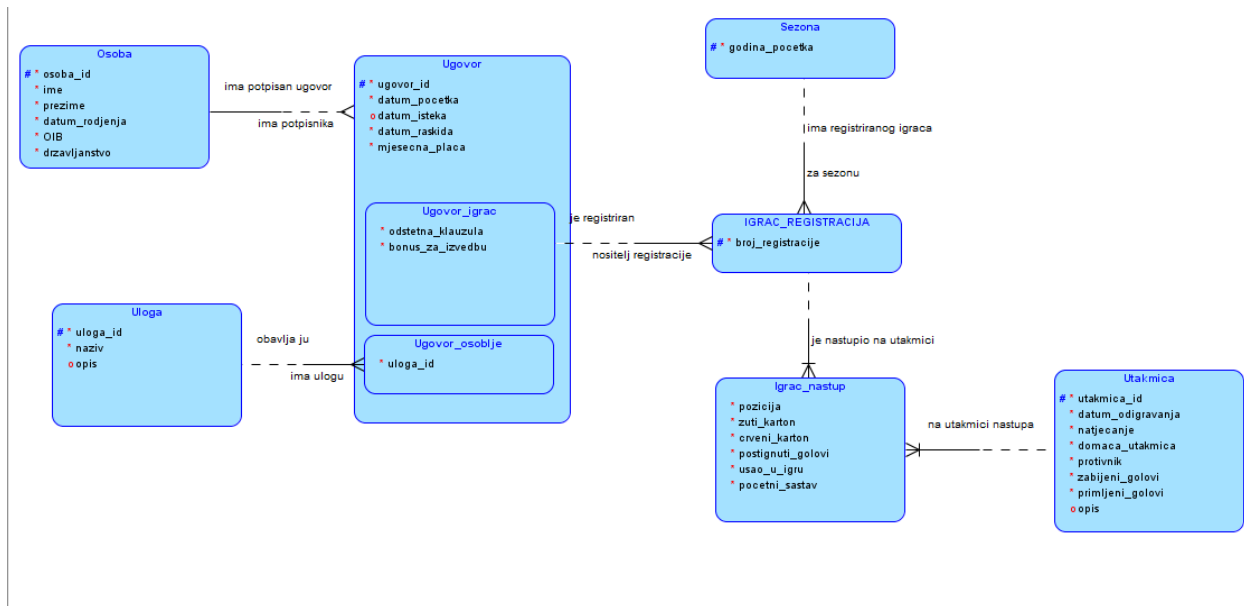 Osoba
# * osoba_id
* ime
* prezime
* datum_rodjenja
* OIB
* drzavljanstvo
ima potpisan ugovor
ima potpisnika
Ugovor
# * ugovor_id
* datum_pocetka
o datum_isteka
* datum_raskida
* mjesecna_placa
Ugovor_igrac
* odstetna_klauzula
* bonus_za_izvedbu
Ugovor_osoblje
* uloga_id
Uloga
# * uloga_id
* naziv
o opis
obavlja ju
ima ulogu
je registriran
nositelj registracije
Sezona
# * godina_pocetka
ima registriranog igraca
za sezonu
IGRAC_REGISTRACIJA
# * broj_registracije
je nastupio na utakmici
Igrac_nastup
* pozicija
* zuti_karton
* crveni_karton
* postignuti_golovi
* usao_u_igru
* pocetni_sastav
na utakmici nastupa
Utakmica
# * utakmica_id
* datum_odigravanja
* natjecanje
* domaca_utakmica
* protivnik
* zabijeni_golovi
* primljeni_golovi
o opis